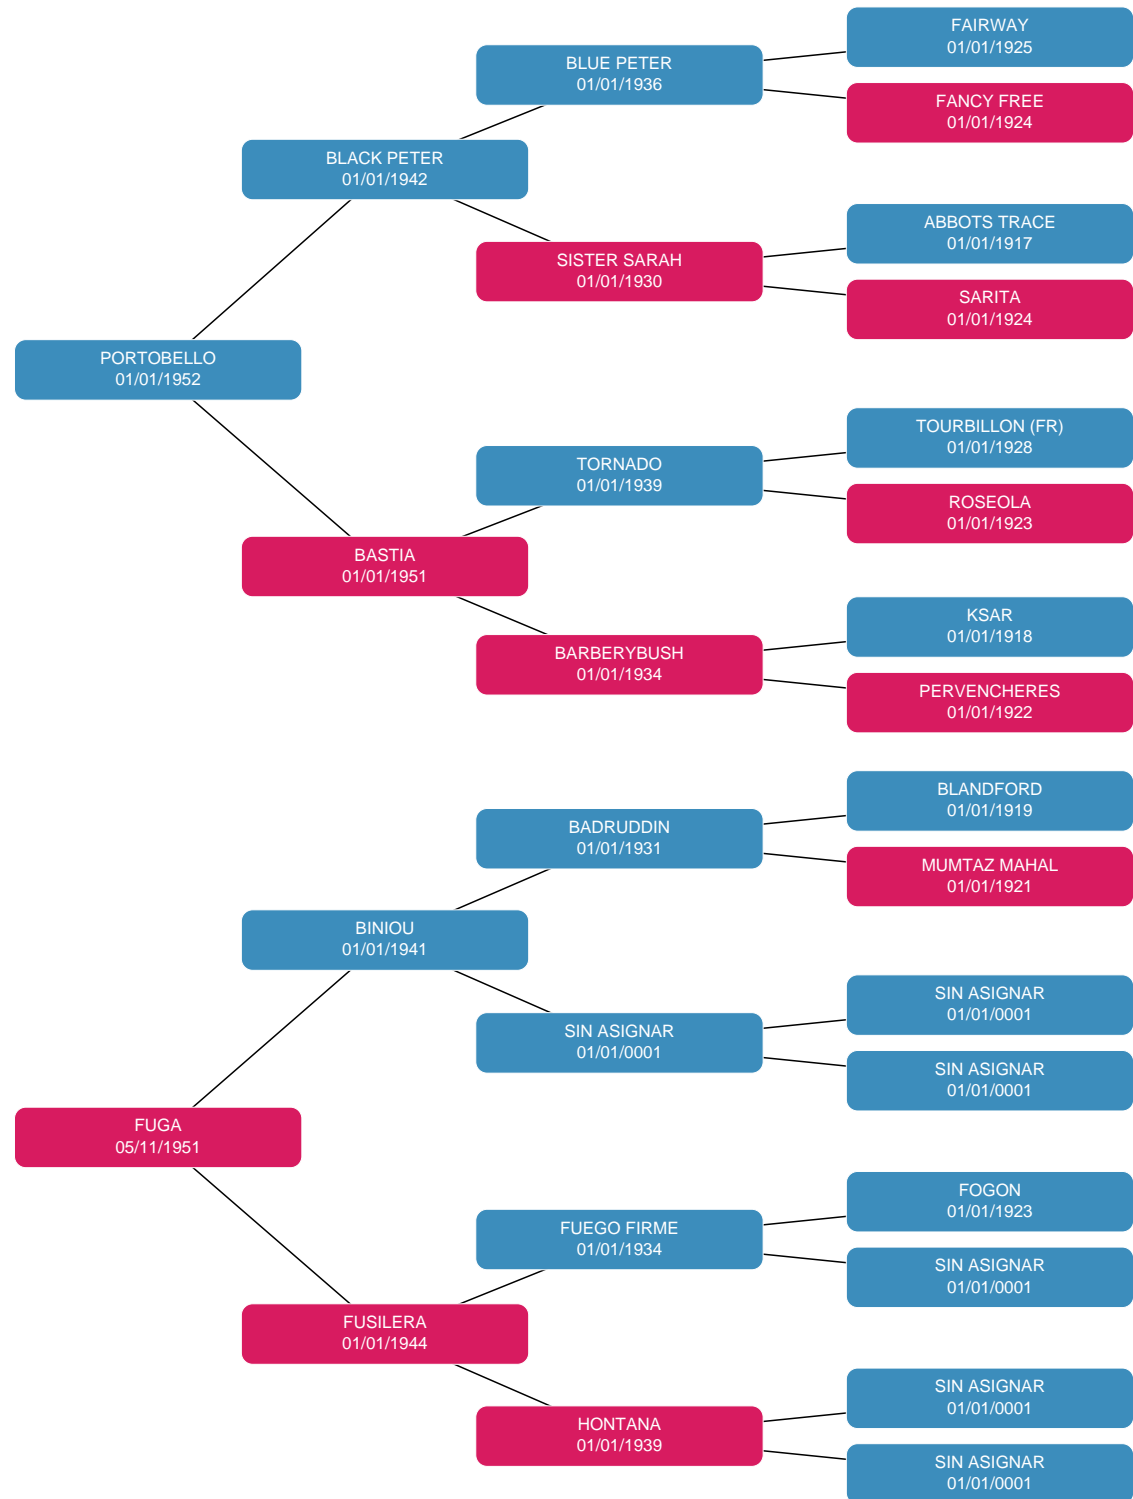 FAIRWAY
01/01/1925
BLUE PETER
01/01/1936
FANCY FREE
01/01/1924
BLACK PETER
01/01/1942
ABBOTS TRACE
01/01/1917
SISTER SARAH
01/01/1930
SARITA
01/01/1924
PORTOBELLO
01/01/1952
TOURBILLON (FR)
01/01/1928
TORNADO
01/01/1939
ROSEOLA
01/01/1923
BASTIA
01/01/1951
KSAR
01/01/1918
BARBERYBUSH
01/01/1934
PERVENCHERES
01/01/1922
BLANDFORD
01/01/1919
BADRUDDIN
01/01/1931
MUMTAZ MAHAL
01/01/1921
BINIOU
01/01/1941
SIN ASIGNAR
01/01/0001
SIN ASIGNAR
01/01/0001
SIN ASIGNAR
01/01/0001
FUGA
05/11/1951
FOGON
01/01/1923
FUEGO FIRME
01/01/1934
SIN ASIGNAR
01/01/0001
FUSILERA
01/01/1944
SIN ASIGNAR
01/01/0001
HONTANA
01/01/1939
SIN ASIGNAR
01/01/0001